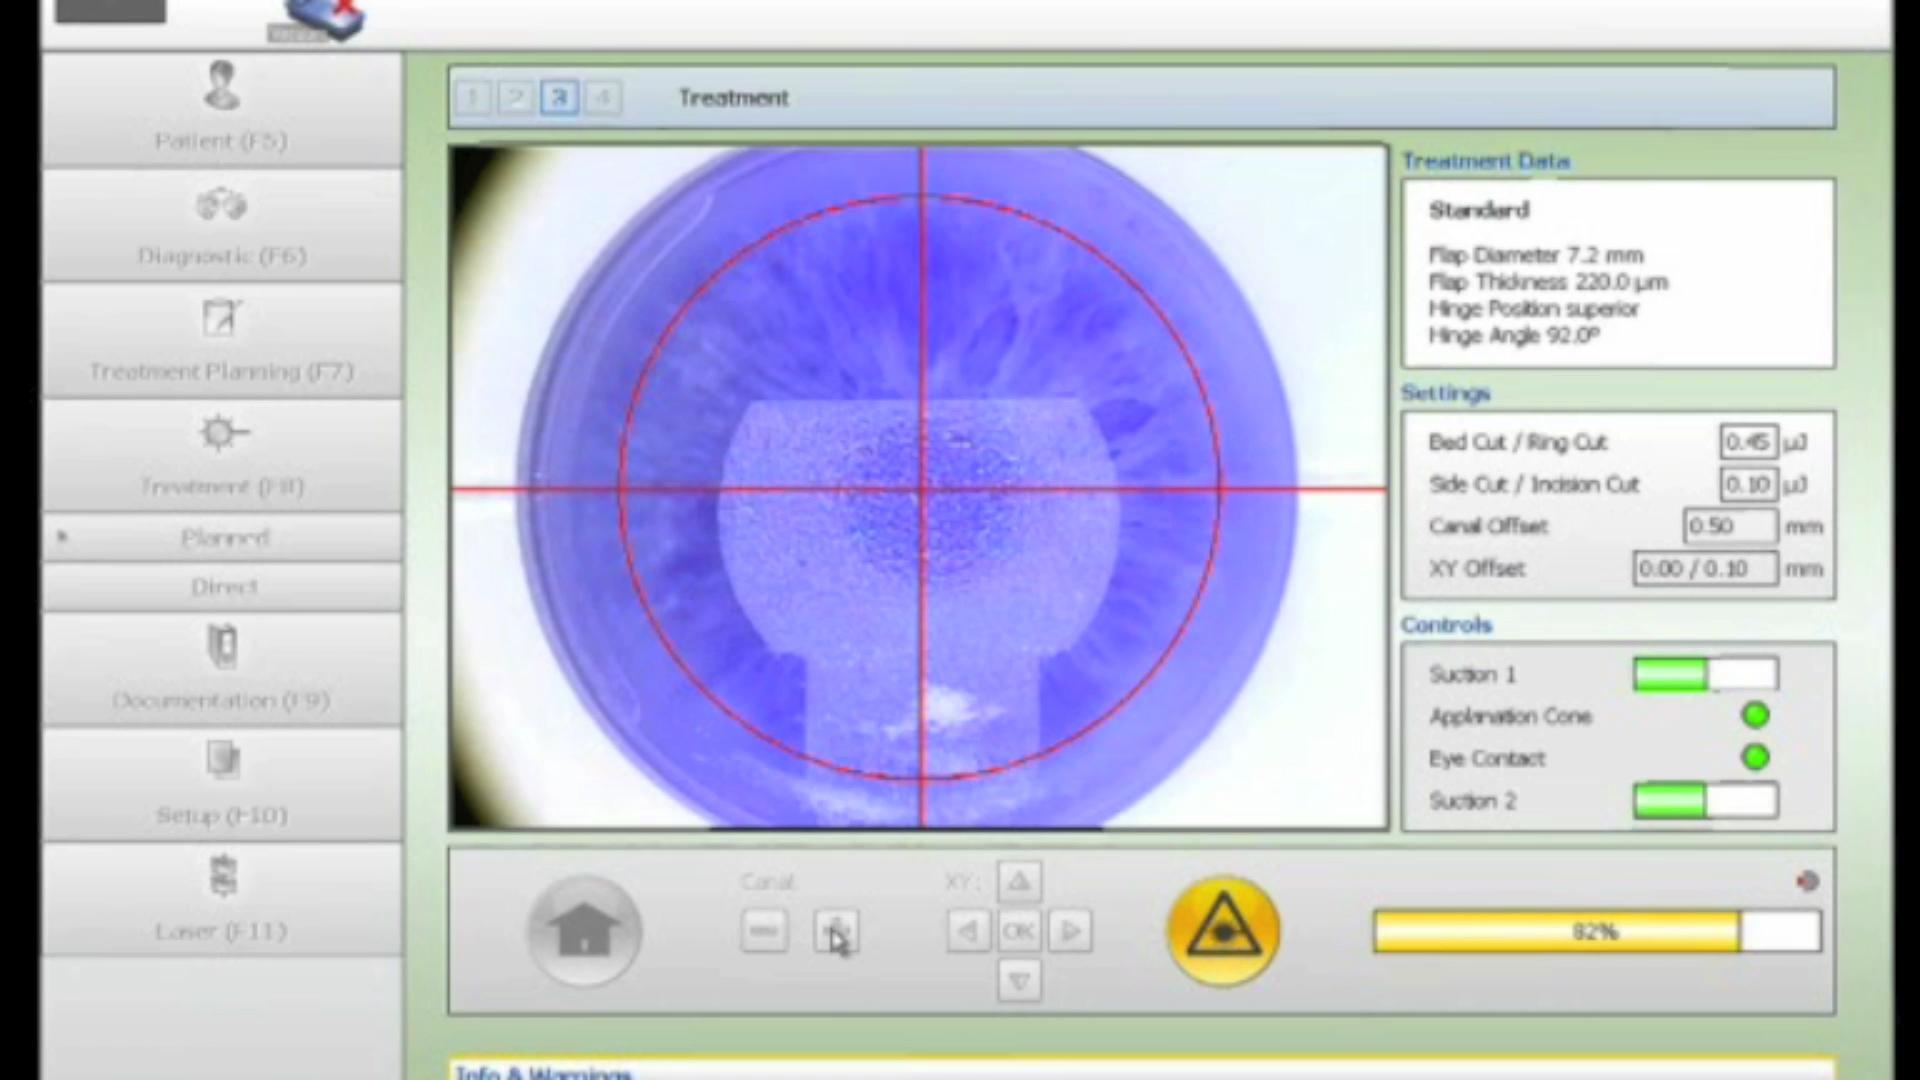 Patient (F5)
Diagnostic (F6)
Treatment Planning (F7)
Treatment (F8)
Planned
Direct
Documentation (F9)
Setup (F10)
Laser (F11)
1 2 3 4 Treatment
Treatment Data
Standard
Flap Diameter 7.2 mm
Flap Thickness 220.0 µm
Hinge Position superior
Hinge Angle 92.0º
Settings
Bed Cut / Ring Cut 0.45 µJ
Side Cut / Incision Cut 0.10 µJ
Canal Offset 0.50 mm
XY Offset 0.00 / 0.10 mm
Controls
Suction 1
Applanation Cone
Eye Contact
Suction 2
Canal
XY:
OK
82%
Info & Warnings